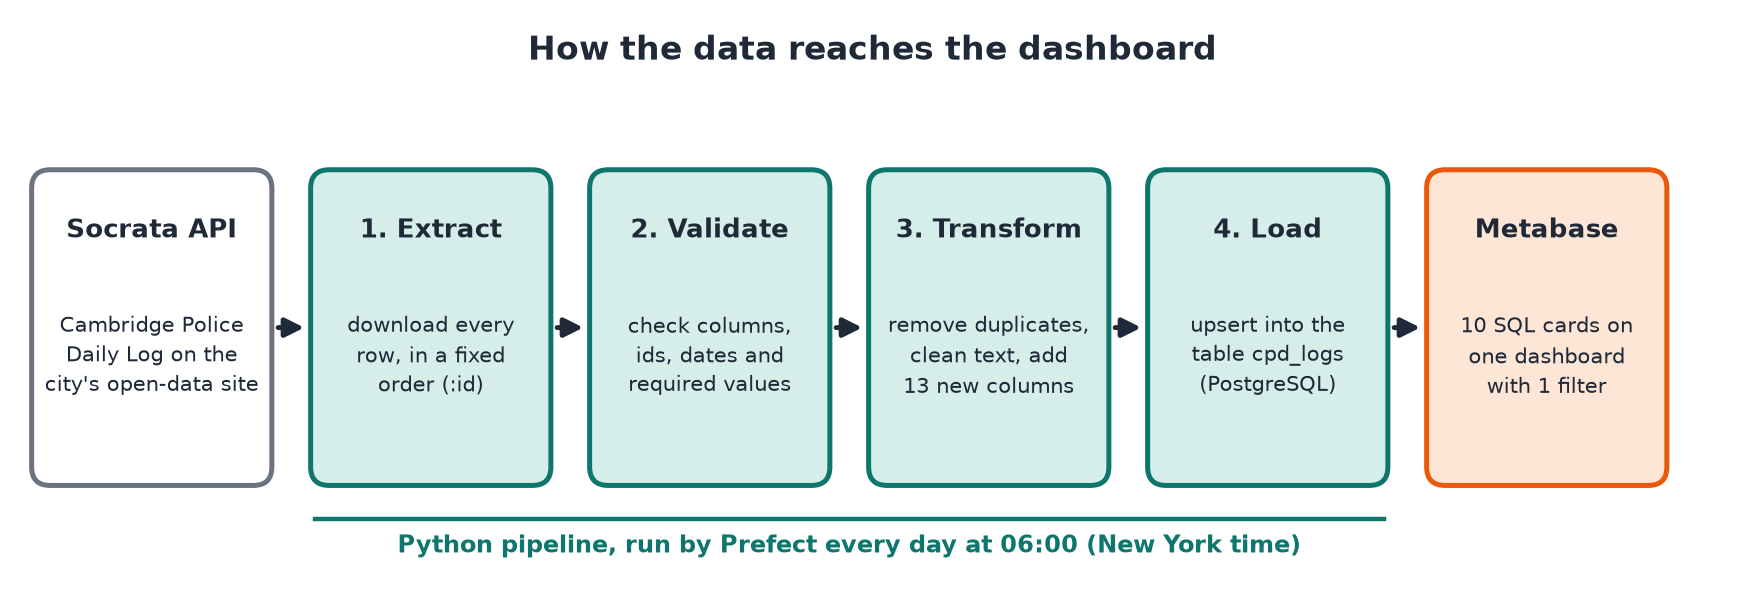 How the data reaches the dashboard
Socrata API
Cambridge Police
Daily Log on the
city's open-data site
1. Extract
download every
row, in a fixed
order (:id)
2. Validate
check columns,
ids, dates and
required values
3. Transform
remove duplicates,
clean text, add
13 new columns
4. Load
upsert into the
table cpd_logs
(PostgreSQL)
Metabase
10 SQL cards on
one dashboard
with 1 filter
Python pipeline, run by Prefect every day at 06:00 (New York time)